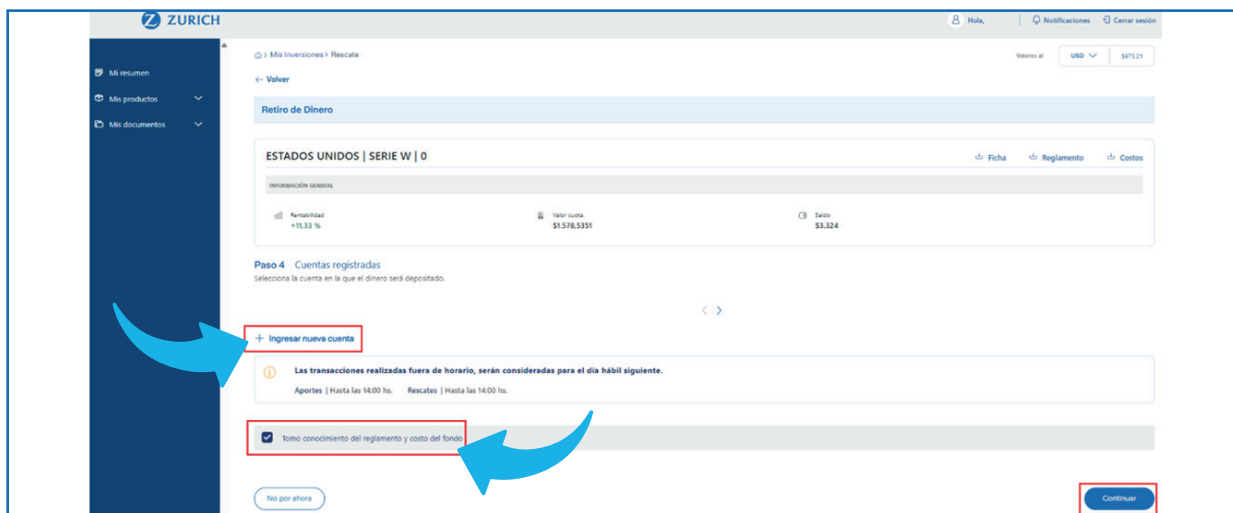 ZURICH
Hola,
Notificaciones
Cerrar sesión
Mi resumen
Mis productos
Mis documentos
> Mis Inversiones > Rescate
Valores al
USD
$973.21
← Volver
Retiro de Dinero
ESTADOS UNIDOS | SERIE W | 0
Ficha
Reglamento
Costos
INFORMACIÓN GENERAL
Rentabilidad
+11,33 %
Valor cuota
$1.578,5351
Saldo
$3.324
Paso 4 Cuentas registradas
Selecciona la cuenta en la que el dinero será depositado.
< >
+ Ingresar nueva cuenta
Las transacciones realizadas fuera de horario, serán consideradas para el día hábil siguiente.
Aportes | Hasta las 14:00 hs. Rescates | Hasta las 14:00 hs.
Tomo conocimiento del reglamento y costo del fondo
No por ahora
Continuar